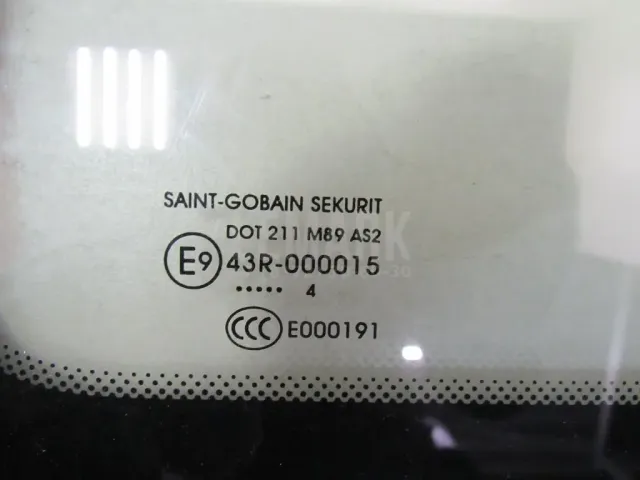 SAINT-GOBAIN SEKURIT
DOT 211 M89 AS2
E9 43R-000015
..... 4
CCC E000191